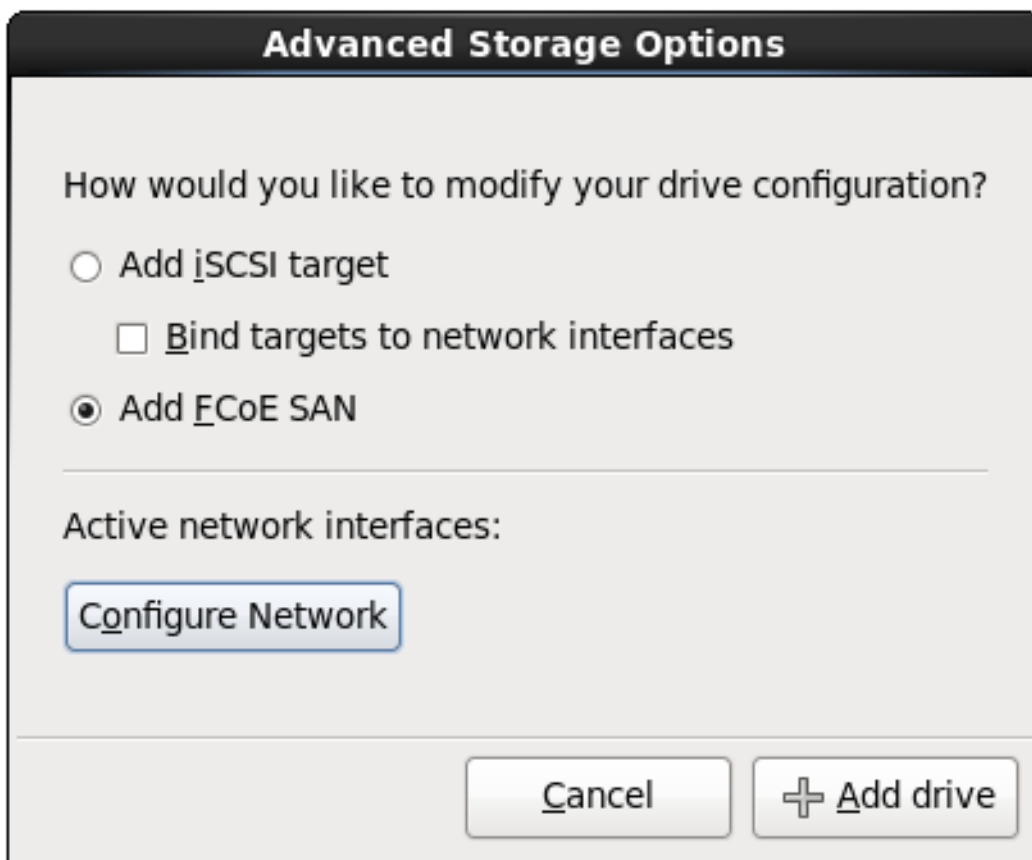 Advanced Storage Options
How would you like to modify your drive configuration?
Add iSCSI target
Bind targets to network interfaces
Add FCoE SAN
Active network interfaces:
Configure Network
Cancel
Add drive